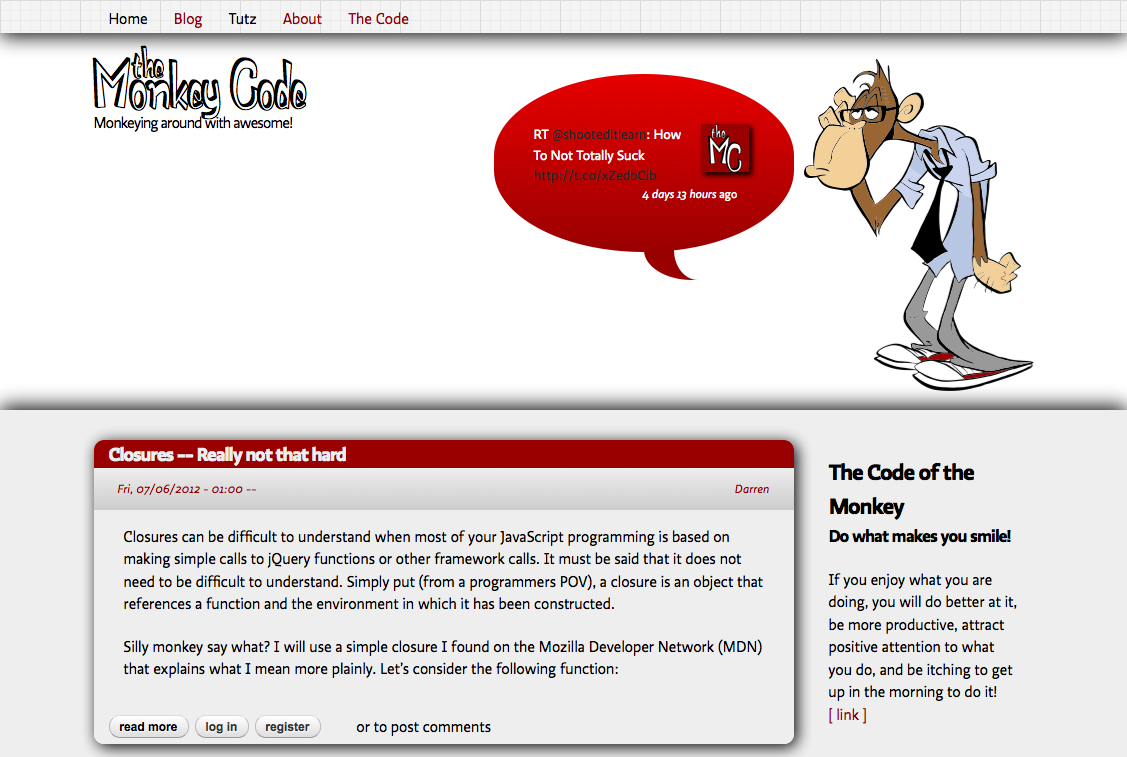 Home Blog Tutz About The Code
the
Monkey Code
Monkeying around with awesome!
RT @shooteditlearn: How
To Not Totally Suck
http://t.co/xZedbCib
4 days 13 hours ago
the
MC
Closures -- Really not that hard
Fri, 07/06/2012 - 01:00 -- Darren
Closures can be difficult to understand when most of your JavaScript programming is based on
making simple calls to jQuery functions or other framework calls. It must be said that it does not
need to be difficult to understand. Simply put (from a programmers POV), a closure is an object that
references a function and the environment in which it has been constructed.
Silly monkey say what? I will use a simple closure I found on the Mozilla Developer Network (MDN)
that explains what I mean more plainly. Let's consider the following function:
read more log in register or to post comments
The Code of the
Monkey
Do what makes you smile!
If you enjoy what you are
doing, you will do better at it,
be more productive, attract
positive attention to what
you do, and be itching to get
up in the morning to do it!
[ link ]